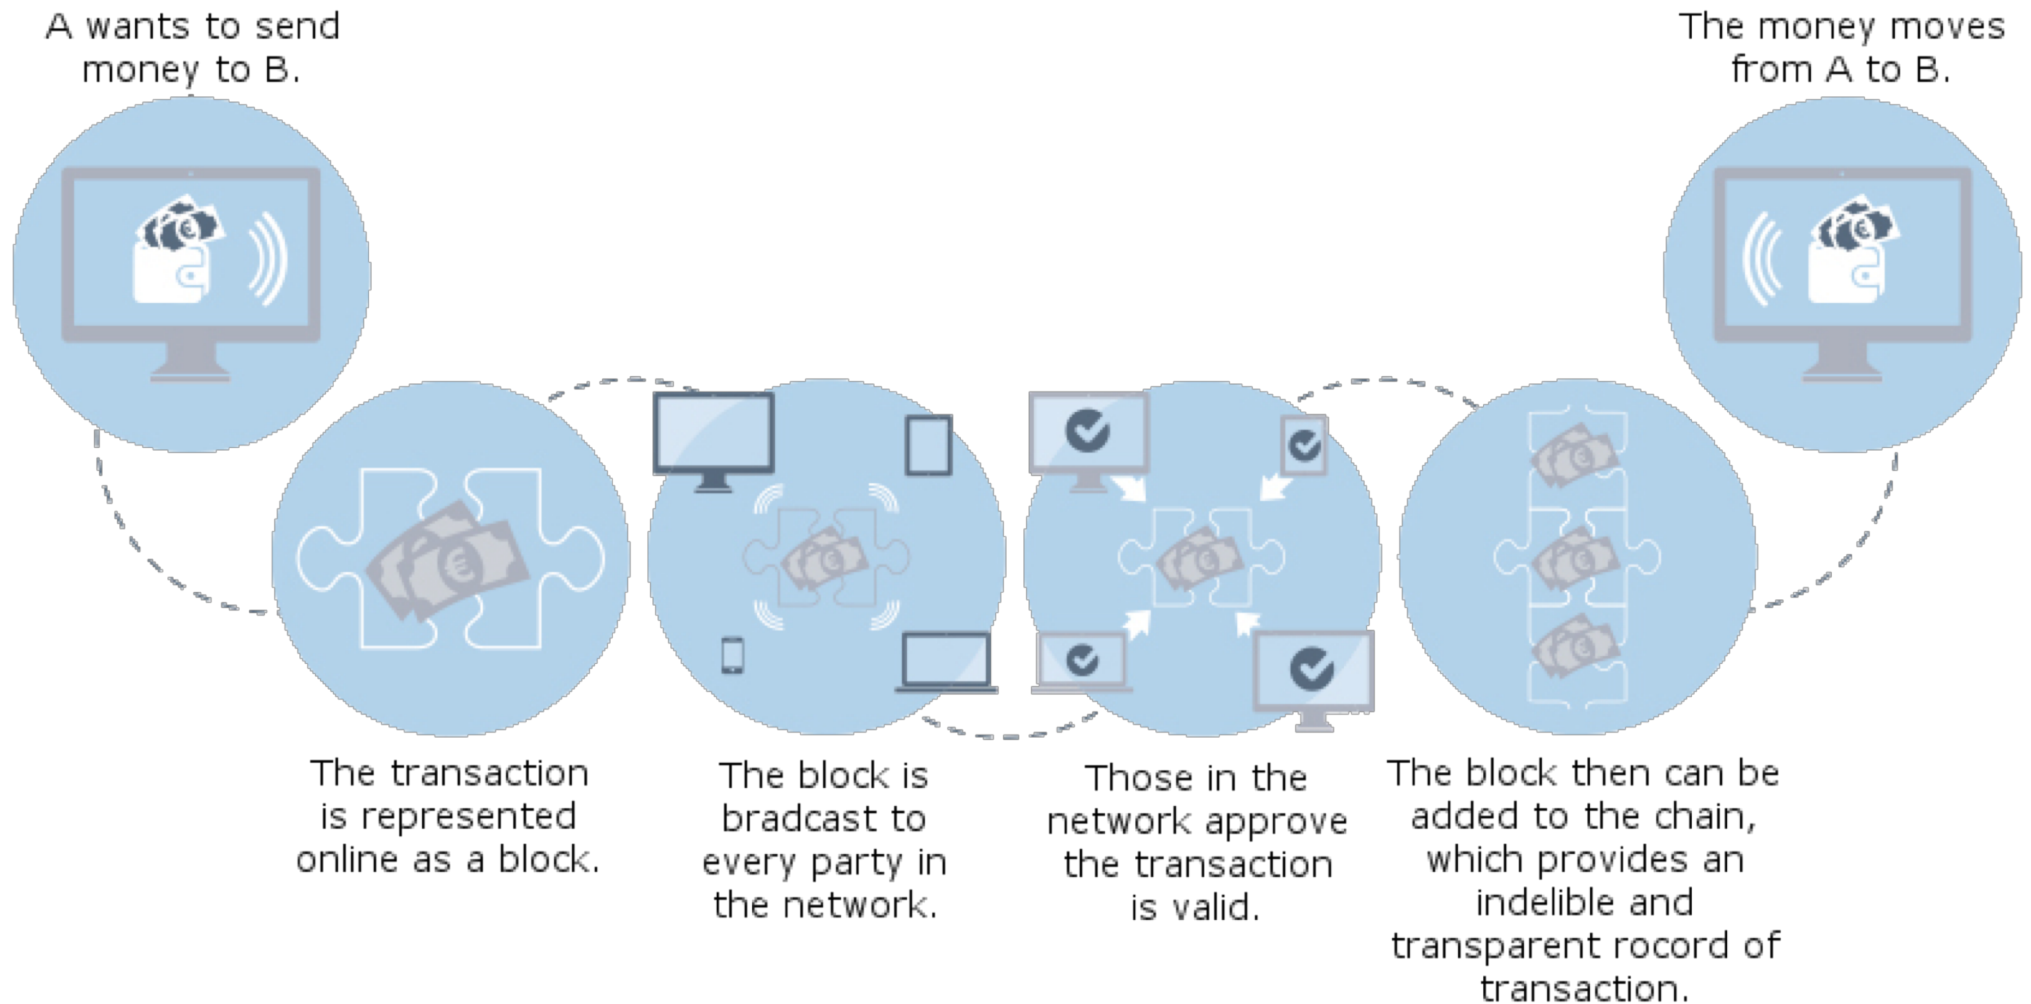 A wants to send
money to B.
The transaction
is represented
online as a block.
The block is
bradcast to
every party in
the network.
Those in the
network approve
the transaction
is valid.
The block then can be
added to the chain,
which provides an
indelible and
transparent rocord of
transaction.
The money moves
from A to B.